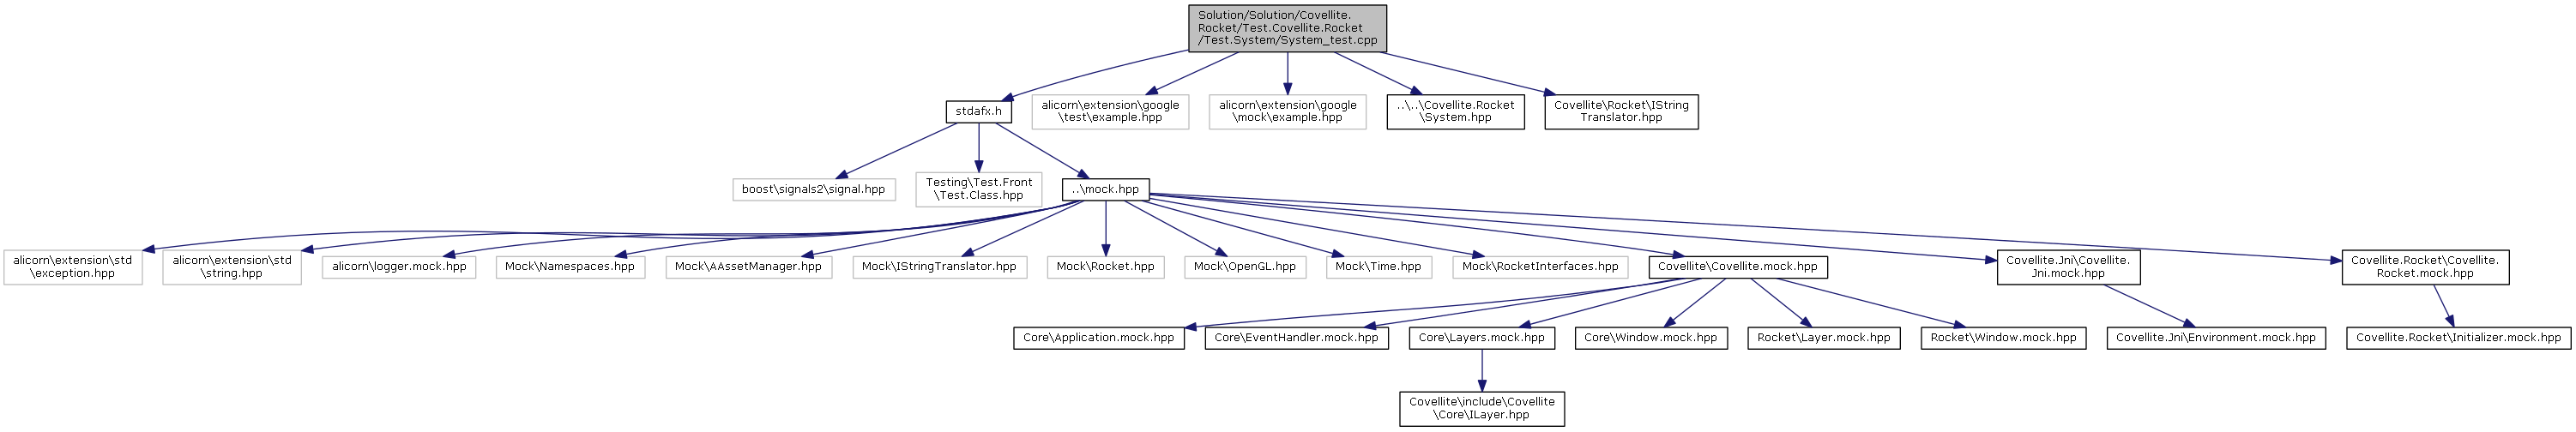 Solution/Solution/Covellite.
Rocket/Test.Covellite.Rocket
/Test.System/System_test.cpp
stdafx.h
alicorn\extension\google
\test\example.hpp
alicorn\extension\google
\mock\example.hpp
..\..\Covellite.Rocket
\System.hpp
Covellite\Rocket\IString
Translator.hpp
boost\signals2\signal.hpp
Testing\Test.Front
\Test.Class.hpp
..\mock.hpp
alicorn\extension\std
\exception.hpp
alicorn\extension\std
\string.hpp
alicorn\logger.mock.hpp
Mock\Namespaces.hpp
Mock\AAssetManager.hpp
Mock\IStringTranslator.hpp
Mock\Rocket.hpp
Mock\OpenGL.hpp
Mock\Time.hpp
Mock\RocketInterfaces.hpp
Covellite\Covellite.mock.hpp
Covellite.Jni\Covellite.
Jni.mock.hpp
Covellite.Rocket\Covellite.
Rocket.mock.hpp
Core\Application.mock.hpp
Core\EventHandler.mock.hpp
Core\Layers.mock.hpp
Core\Window.mock.hpp
Rocket\Layer.mock.hpp
Rocket\Window.mock.hpp
Covellite.Jni\Environment.mock.hpp
Covellite.Rocket\Initializer.mock.hpp
Covellite\include\Covellite
\Core\ILayer.hpp